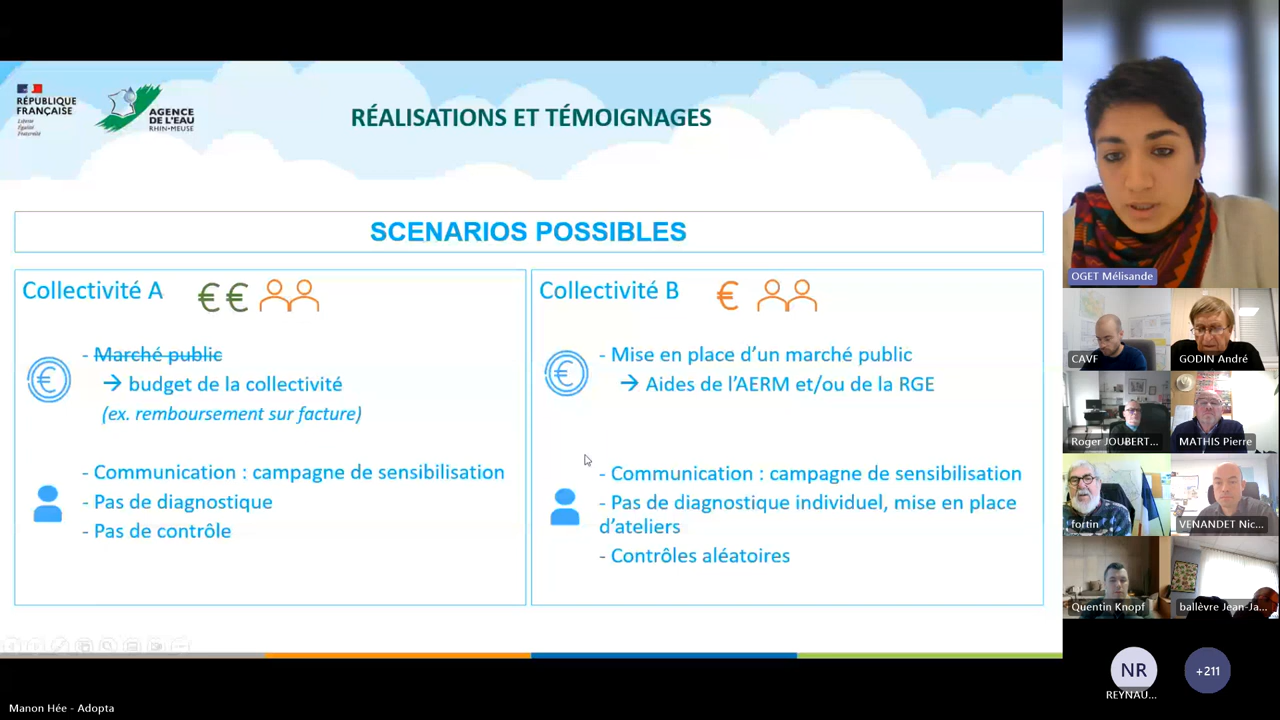 RÉPUBLIQUE
FRANÇAISE
Liberté
Égalité
Fraternité
AGENCE
DE L'EAU
RHIN•MEUSE
RÉALISATIONS ET TÉMOIGNAGES
SCENARIOS POSSIBLES
Collectivité A
€ €
- Marché public
→ budget de la collectivité
(ex. remboursement sur facture)
- Communication : campagne de sensibilisation
- Pas de diagnostique
- Pas de contrôle
Collectivité B
€
- Mise en place d'un marché public
→ Aides de l'AERM et/ou de la RGE
- Communication : campagne de sensibilisation
- Pas de diagnostique individuel, mise en place
d'ateliers
- Contrôles aléatoires
OGET Mélisande
CAVF
GODIN André
Roger JOUBERT...
MATHIS Pierre
fortin
VENANDET Nic...
Quentin Knopf
ballèvre Jean-Ja...
NR
REYNAU...
+211
Manon Hée - Adopta